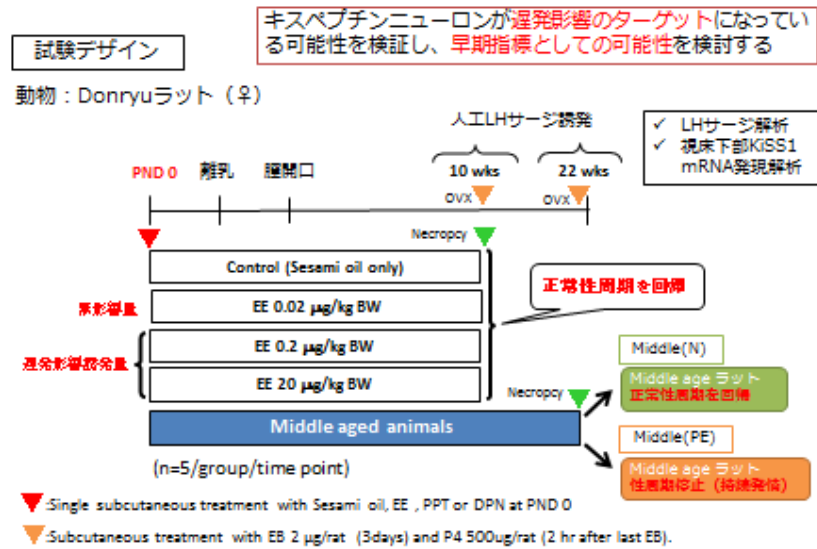 キスペプチンニューロンが遅発影響のターゲットになってい
る可能性を検証し、早期指標としての可能性を検討する
試験デザイン
動物：Donryuラット（♀）
人工LHサージ誘発
✓ LHサージ解析
✓ 視床下部KiSS1
mRNA発現解析
PND 0
離乳
膣開口
10 wks
22 wks
OVX
OVX
Necropcy
Control (Sesami oil only)
無影響量
EE 0.02 µg/kg BW
正常性周期を回帰
遅発影響誘発量
EE 0.2 µg/kg BW
EE 20 µg/kg BW
Middle(N)
Necropcy
Middle age ラット
正常性周期を回帰
Middle aged animals
Middle(PE)
Middle age ラット
性周期停止（持続発情）
(n=5/group/time point)
:Single subcutaneous treatment with Sesami oil, EE , PPT or DPN at PND 0
:Subcutaneous treatment with EB 2 µg/rat (3days) and P4 500ug/rat (2 hr after last EB).